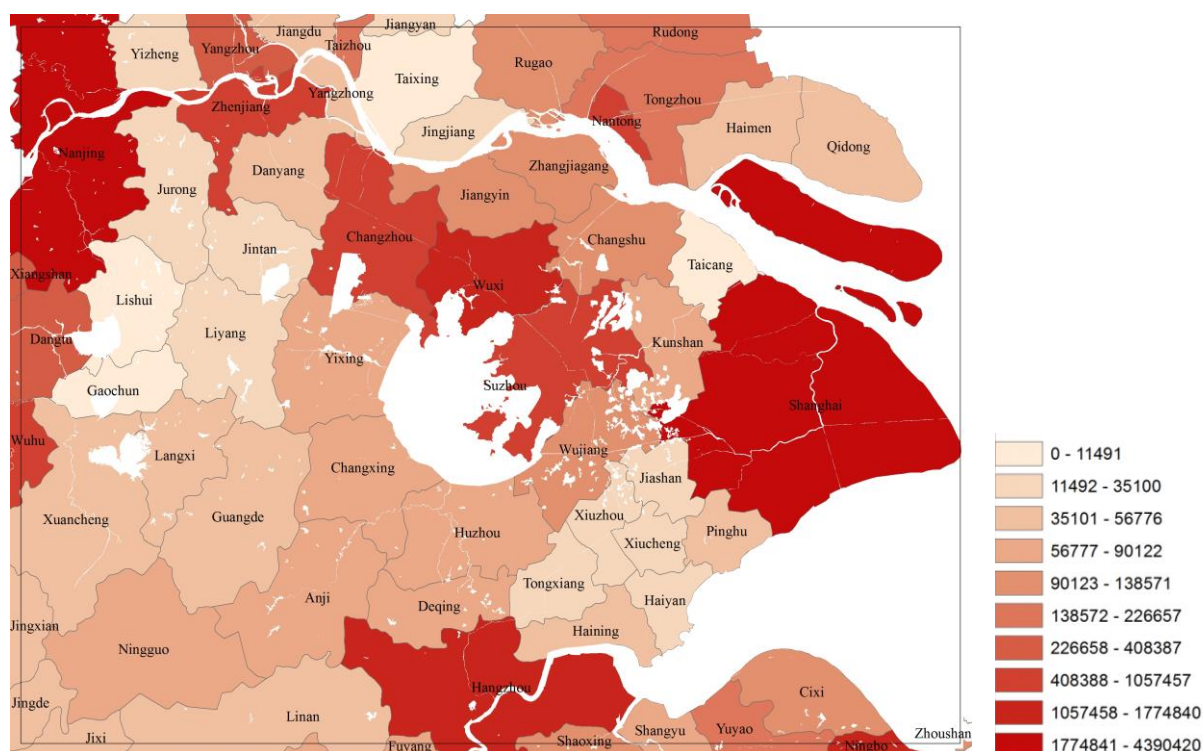 Yizheng
Yangzhou
Jiangdu
Taizhou
Jiangyan
Taixing
Rugao
Rudong
Zhenjiang
Yangzhong
Jingjiang
Nantong
Tongzhou
Haimen
Qidong
Nanjing
Jurong
Danyang
Jiangyin
Zhangjiagang
Changshu
Taicang
Jintan
Changzhou
Wuxi
Xiangshan
Lishui
Liyang
Yixing
Kunshan
Dangtu
Gaochun
Suzhou
Shanghai
Wuhu
Langxi
Changxing
Wujiang
Jiashan
Xuancheng
Guangde
Huzhou
Xiuzhou
Xiucheng
Pinghu
Jingxian
Anji
Deqing
Tongxiang
Haiyan
Ningguo
Haining
Jingde
Hangzhou
Cixi
Jixi
Linan
Fuyang
Shaoxing
Shangyu
Yuyao
Ningbo
Zhoushan
0 - 11491
11492 - 35100
35101 - 56776
56777 - 90122
90123 - 138571
138572 - 226657
226658 - 408387
408388 - 1057457
1057458 - 1774840
1774841 - 4390420